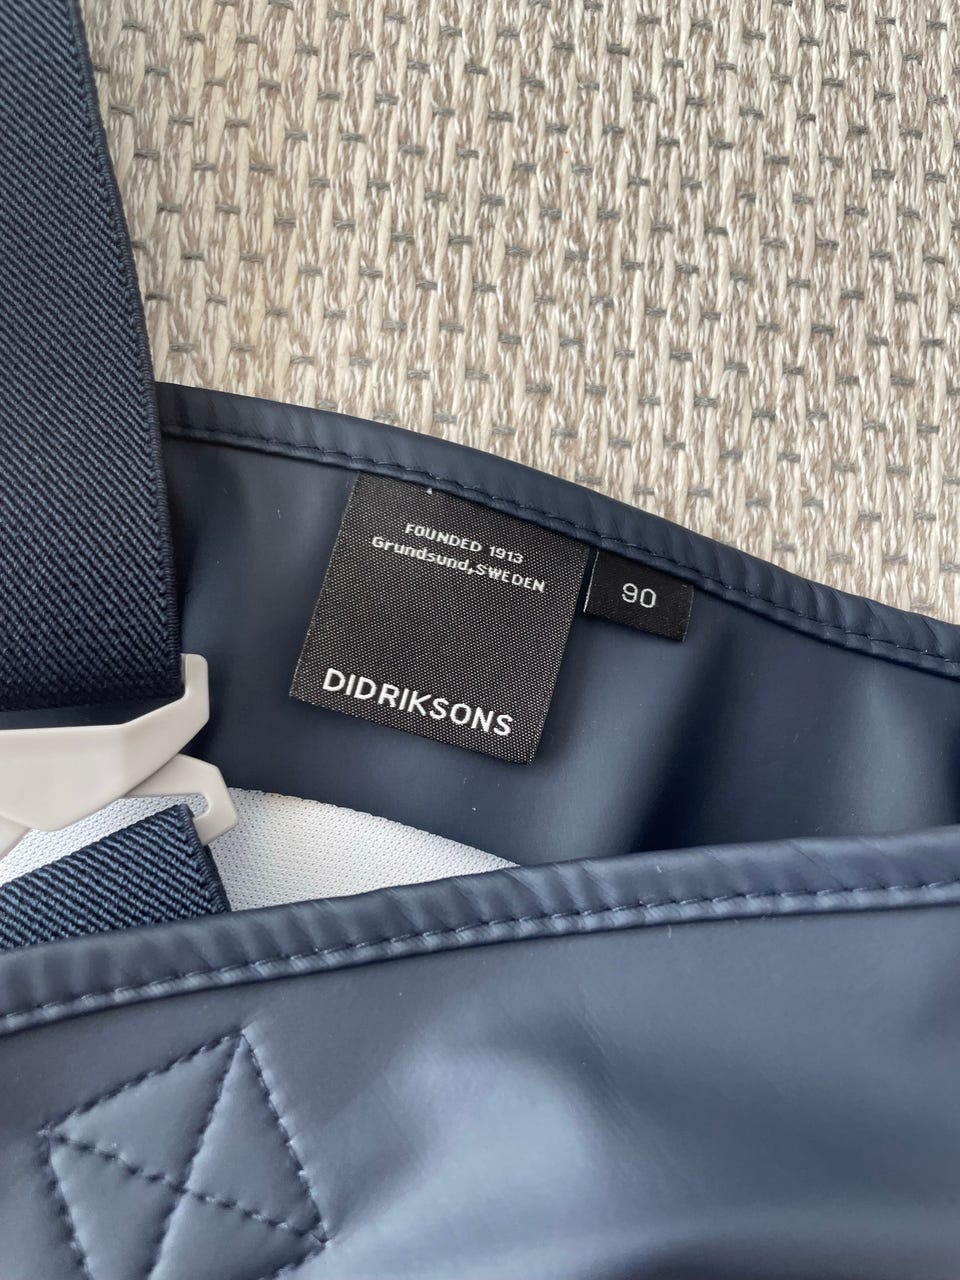 FOUNDED 1913
Grundsund,SWEDEN
DIDRIKSONS
90